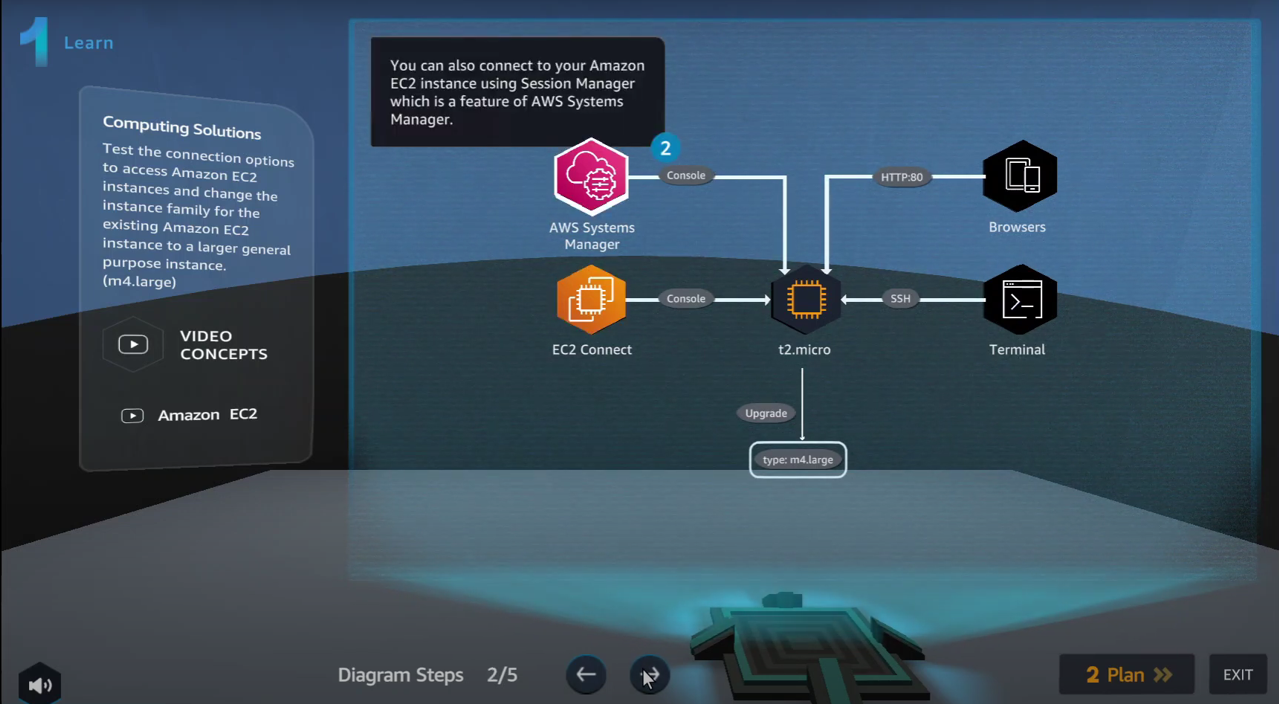 1
Learn
Computing Solutions
Test the connection options
to access Amazon EC2
instances and change the
instance family for the
existing Amazon EC2
instance to a larger general
purpose instance.
(m4.large)
VIDEO
CONCEPTS
Amazon EC2
You can also connect to your Amazon
EC2 instance using Session Manager
which is a feature of AWS Systems
Manager.
2
Console
HTTP:80
AWS Systems
Manager
Browsers
Console
SSH
EC2 Connect
t2.micro
Terminal
Upgrade
type: m4.large
Diagram Steps 2/5
2 Plan
EXIT